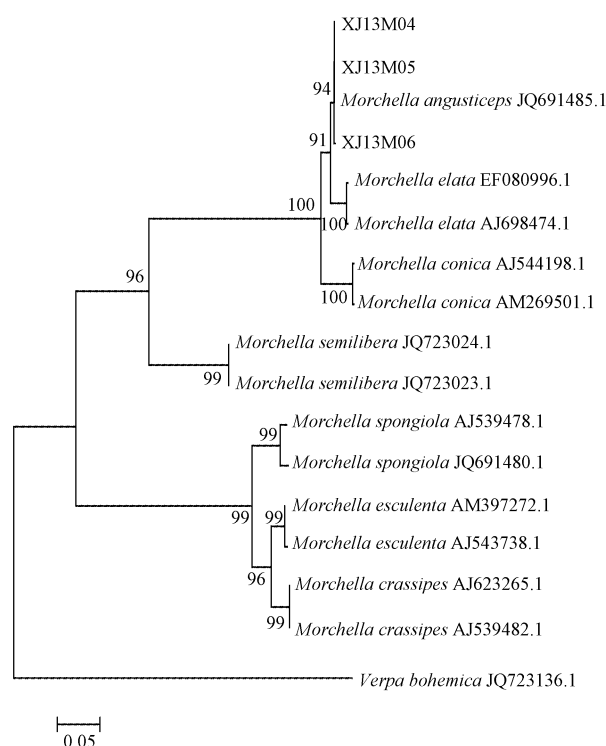 XJ13M04
XJ13M05
94
Morchella angusticeps JQ691485.1
91
XJ13M06
Morchella elata EF080996.1
100
100
Morchella elata AJ698474.1
Morchella conica AJ544198.1
96
100
Morchella conica AM269501.1
Morchella semilibera JQ723024.1
99
Morchella semilibera JQ723023.1
Morchella spongiola AJ539478.1
99
Morchella spongiola JQ691480.1
Morchella esculenta AM397272.1
99
99
Morchella esculenta AJ543738.1
96
Morchella crassipes AJ623265.1
99
Morchella crassipes AJ539482.1
Verpa bohemica JQ723136.1
0.05